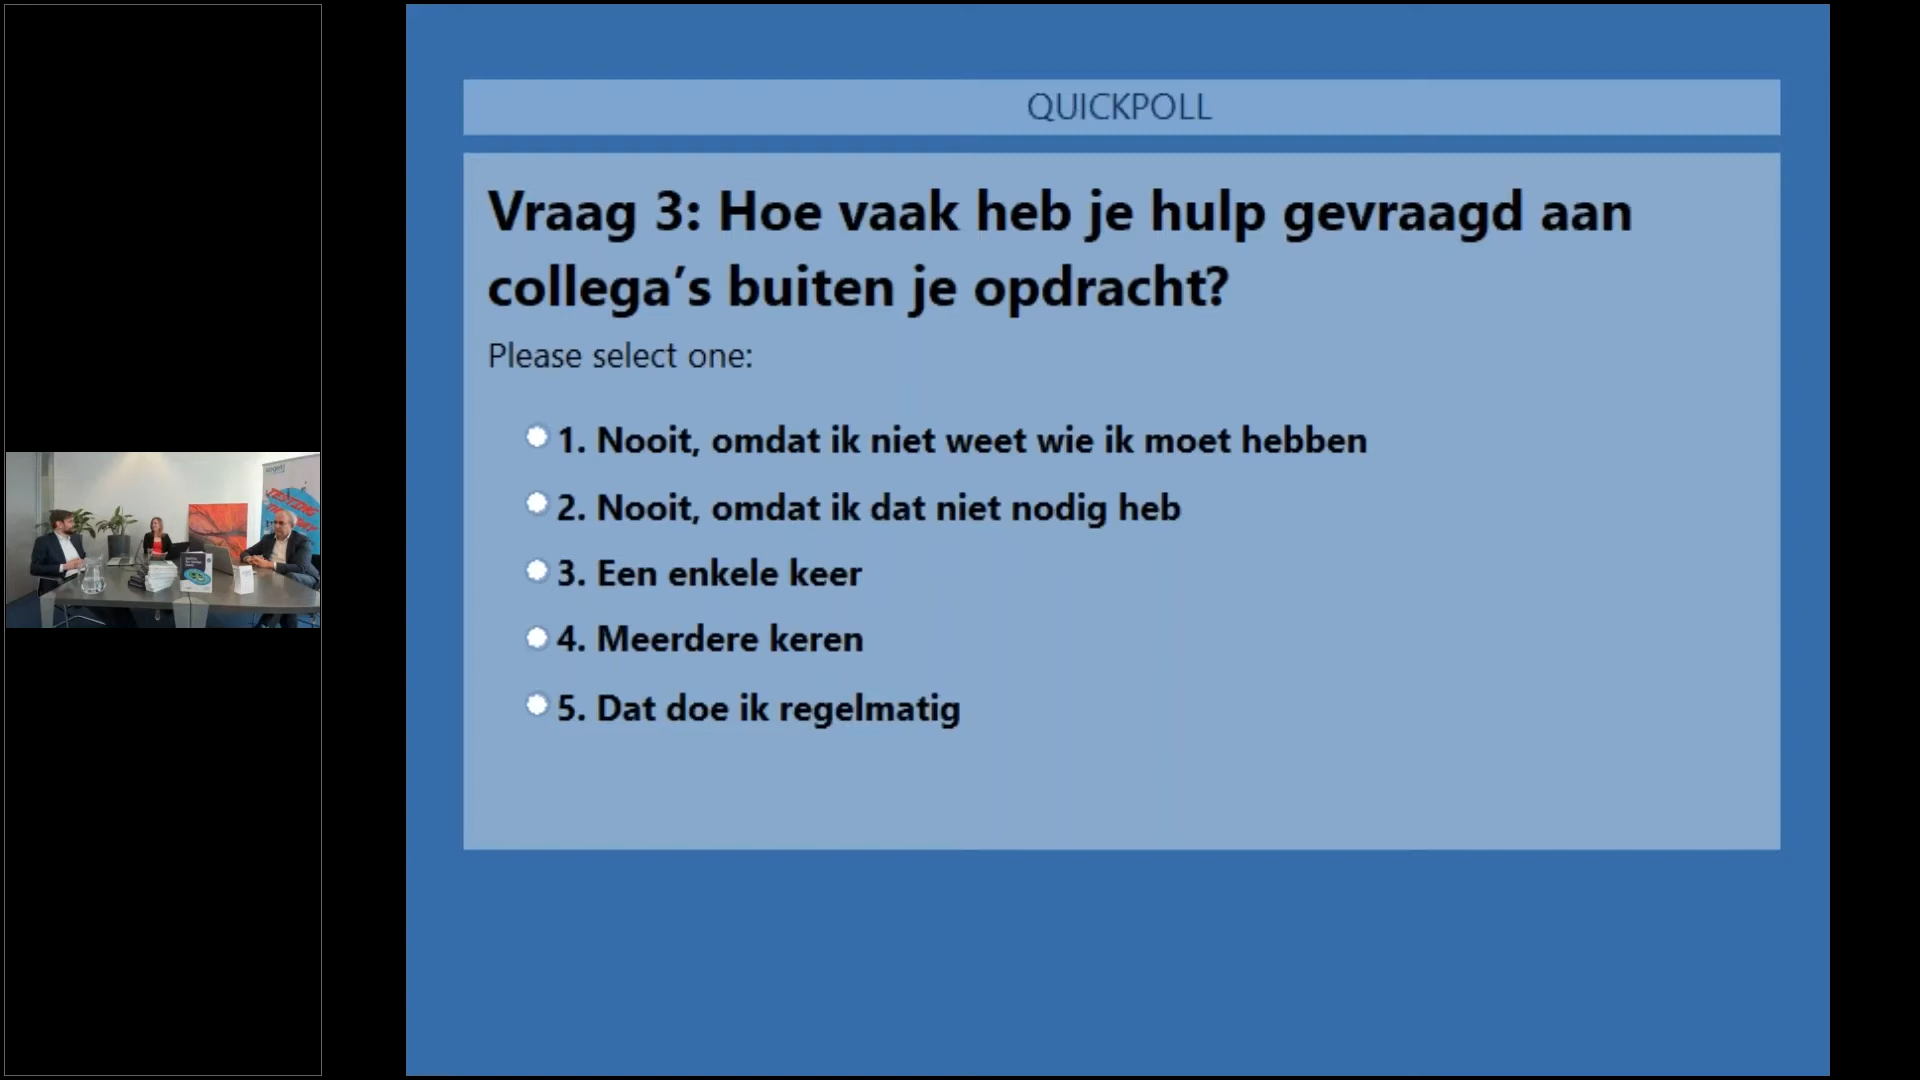 QUICKPOLL
Vraag 3: Hoe vaak heb je hulp gevraagd aan
collega’s buiten je opdracht?
Please select one:
1. Nooit, omdat ik niet weet wie ik moet hebben
2. Nooit, omdat ik dat niet nodig heb
3. Een enkele keer
4. Meerdere keren
5. Dat doe ik regelmatig